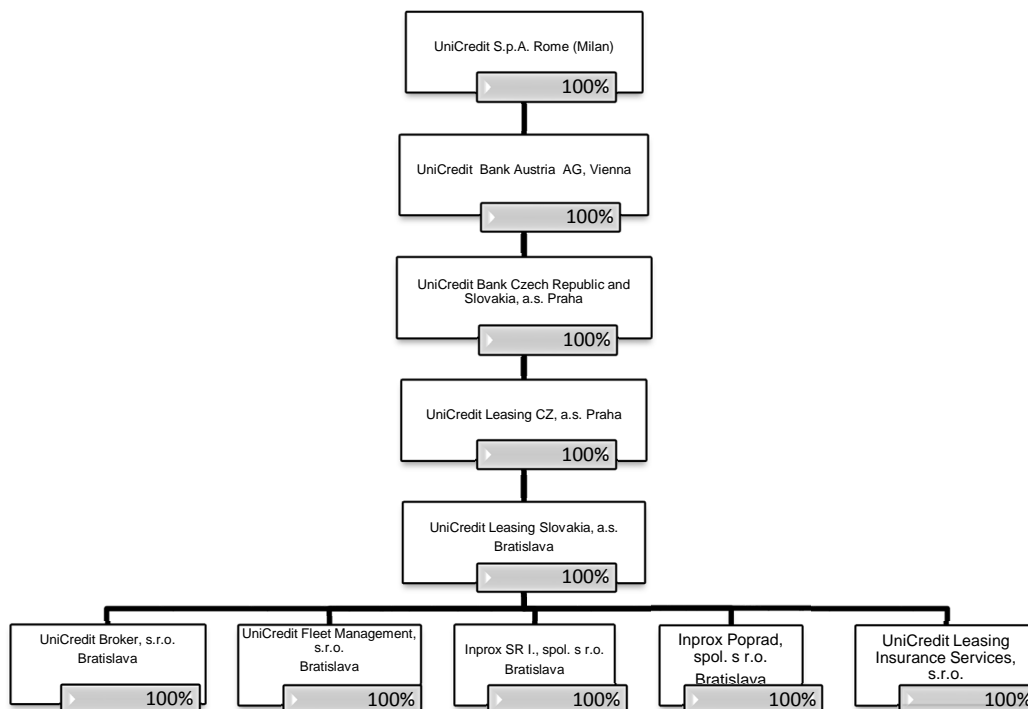 UniCredit S.p.A. Rome (Milan)
100%
UniCredit Bank Austria AG, Vienna
100%
UniCredit Bank Czech Republic and
Slovakia, a.s. Praha
100%
UniCredit Leasing CZ, a.s. Praha
100%
UniCredit Leasing Slovakia, a.s.
Bratislava
100%
UniCredit Broker, s.r.o.
Bratislava
100%
UniCredit Fleet Management,
s.r.o.
Bratislava
100%
Inprox SR I., spol. s r.o.
Bratislava
100%
Inprox Poprad,
spol. s r.o.
Bratislava
100%
UniCredit Leasing
Insurance Services,
s.r.o.
100%